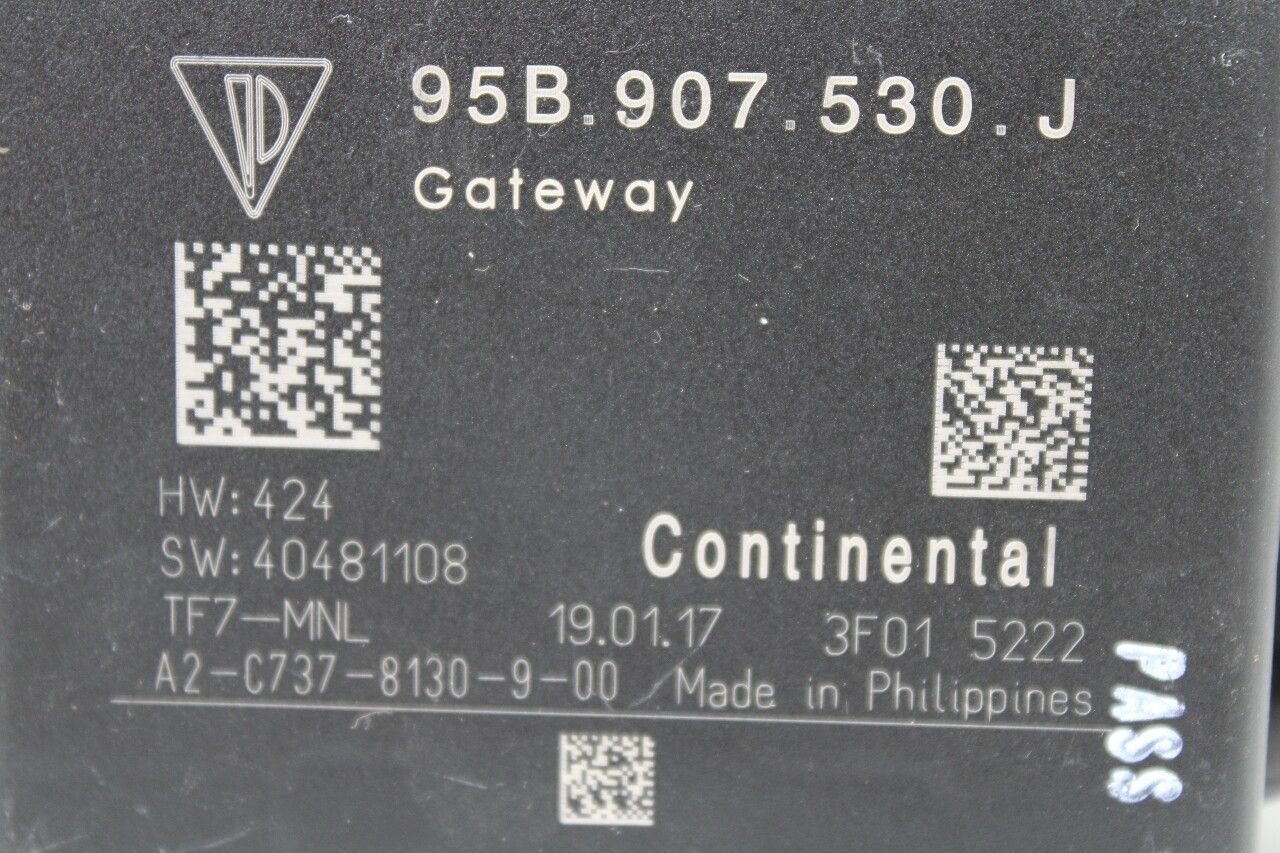 95B.907.530.J
Gateway
HW:424
SW:40481108
Continental
TF7-MNL 19.01.17 3F01 5222
A2-C737-8130-9-00 Made in Philippines
PASS